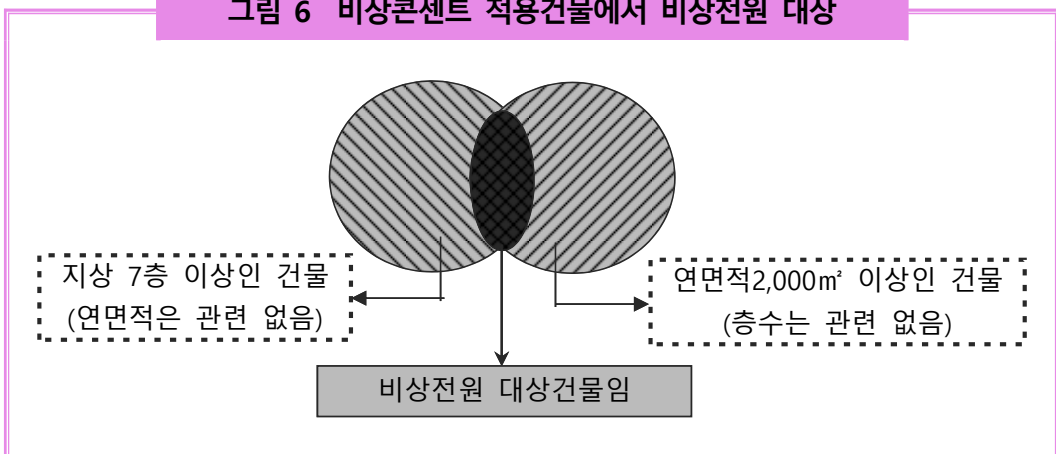 그림 6 비상콘센트 적용건물에서 비상전원 대상
지상 7층 이상인 건물
(연면적은 관련 없음)
연면적2,000㎡ 이상인 건물
(층수는 관련 없음)
비상전원 대상건물임